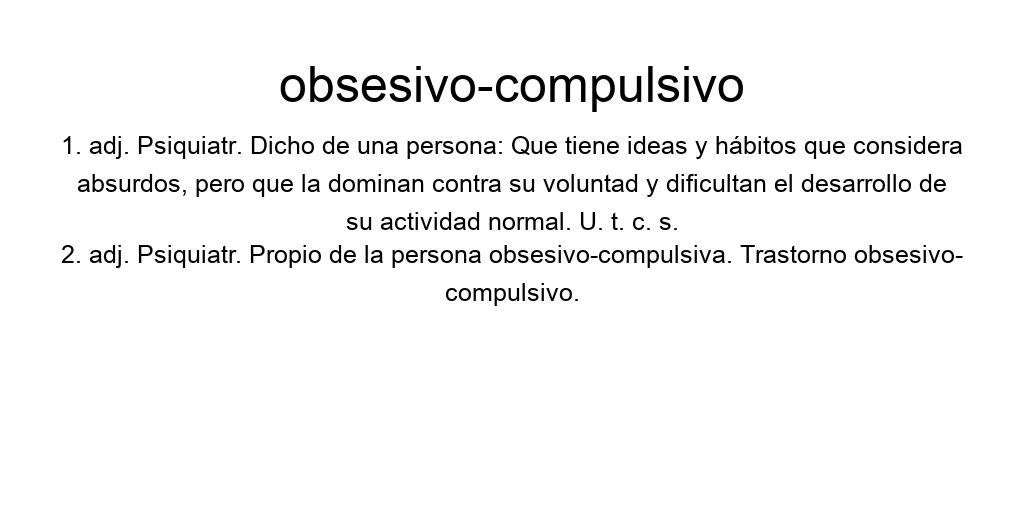 obsesivo-compulsivo
1. adj. Psiquiatr. Dicho de una persona: Que tiene ideas y hábitos que considera
absurdos, pero que la dominan contra su voluntad y dificultan el desarrollo de
su actividad normal. U. t. c. s.
2. adj. Psiquiatr. Propio de la persona obsesivo-compulsiva. Trastorno obsesivo-
compulsivo.